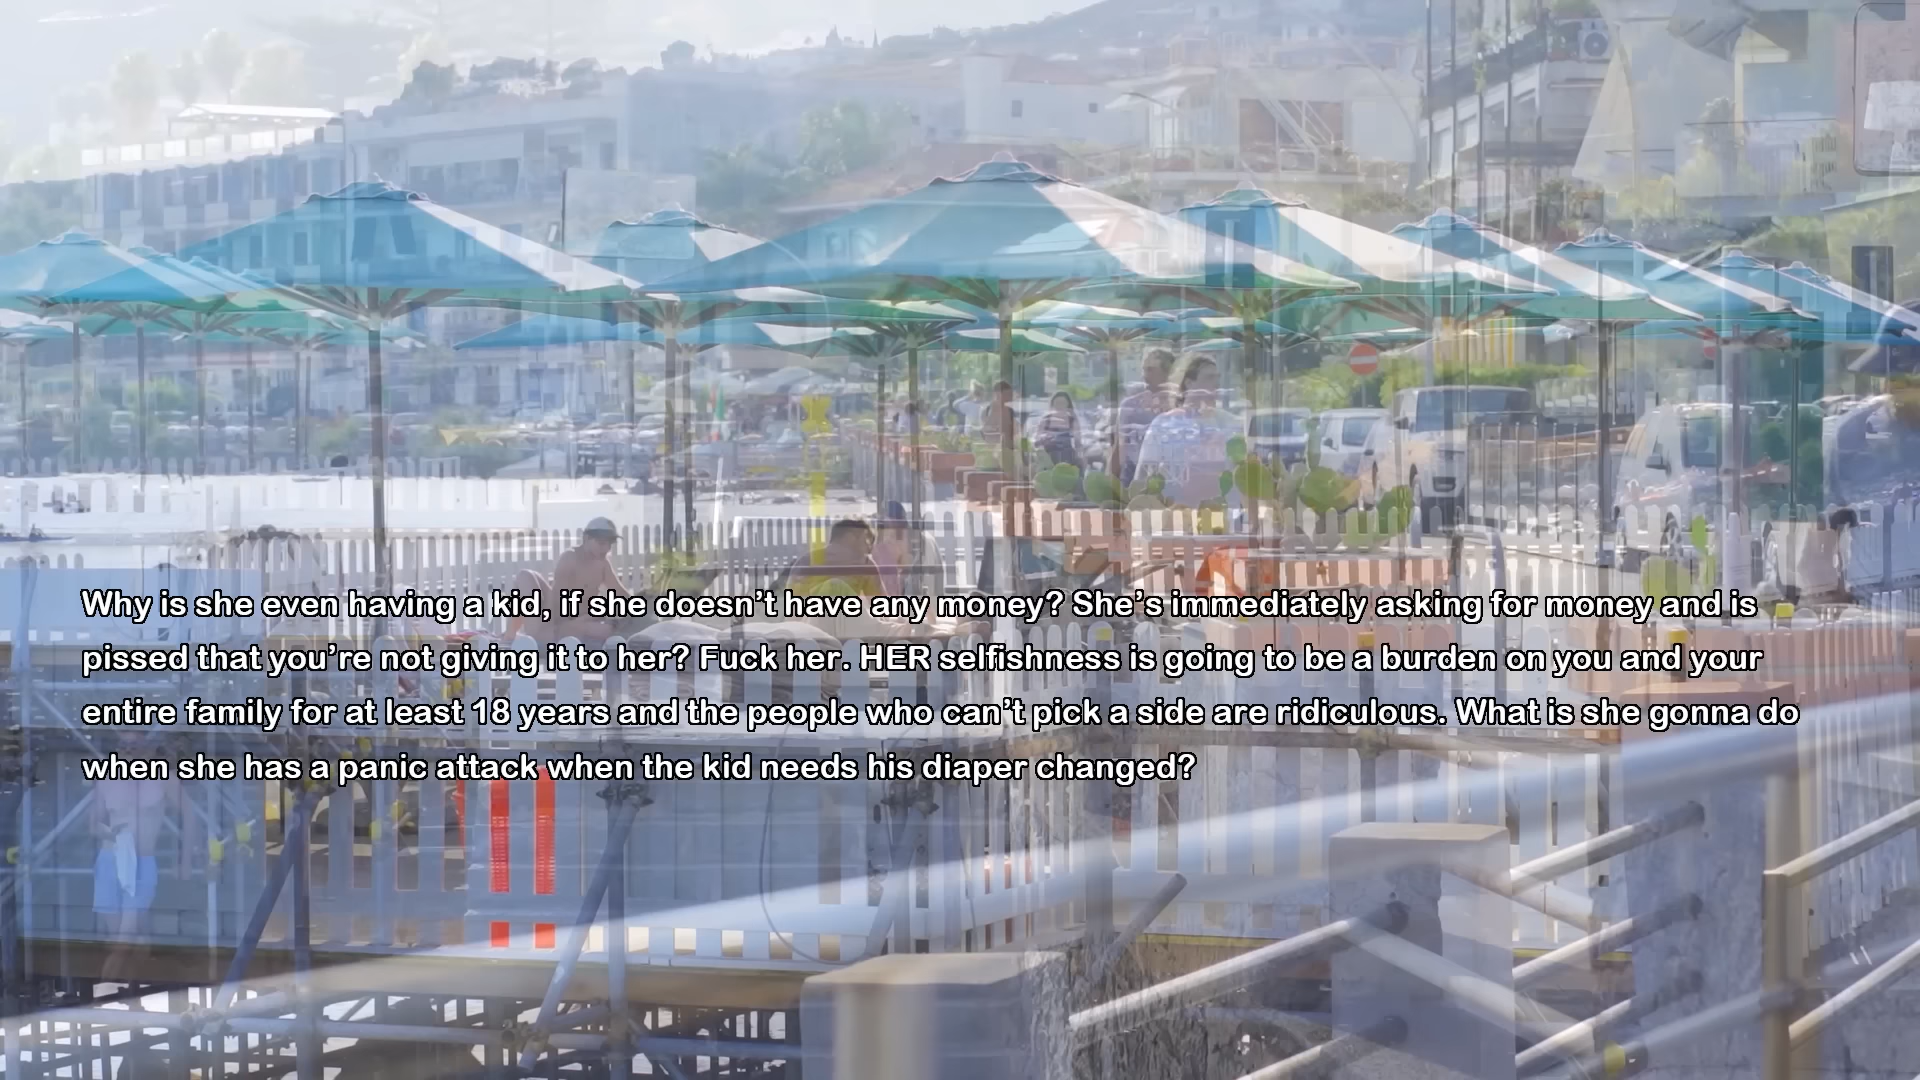 Why is she even having a kid, if she doesn’t have any money? She’s immediately asking for money and is
pissed that you’re not giving it to her? Fuck her. HER selfishness is going to be a burden on you and your
entire family for at least 18 years and the people who can’t pick a side are ridiculous. What is she gonna do
when she has a panic attack when the kid needs his diaper changed?